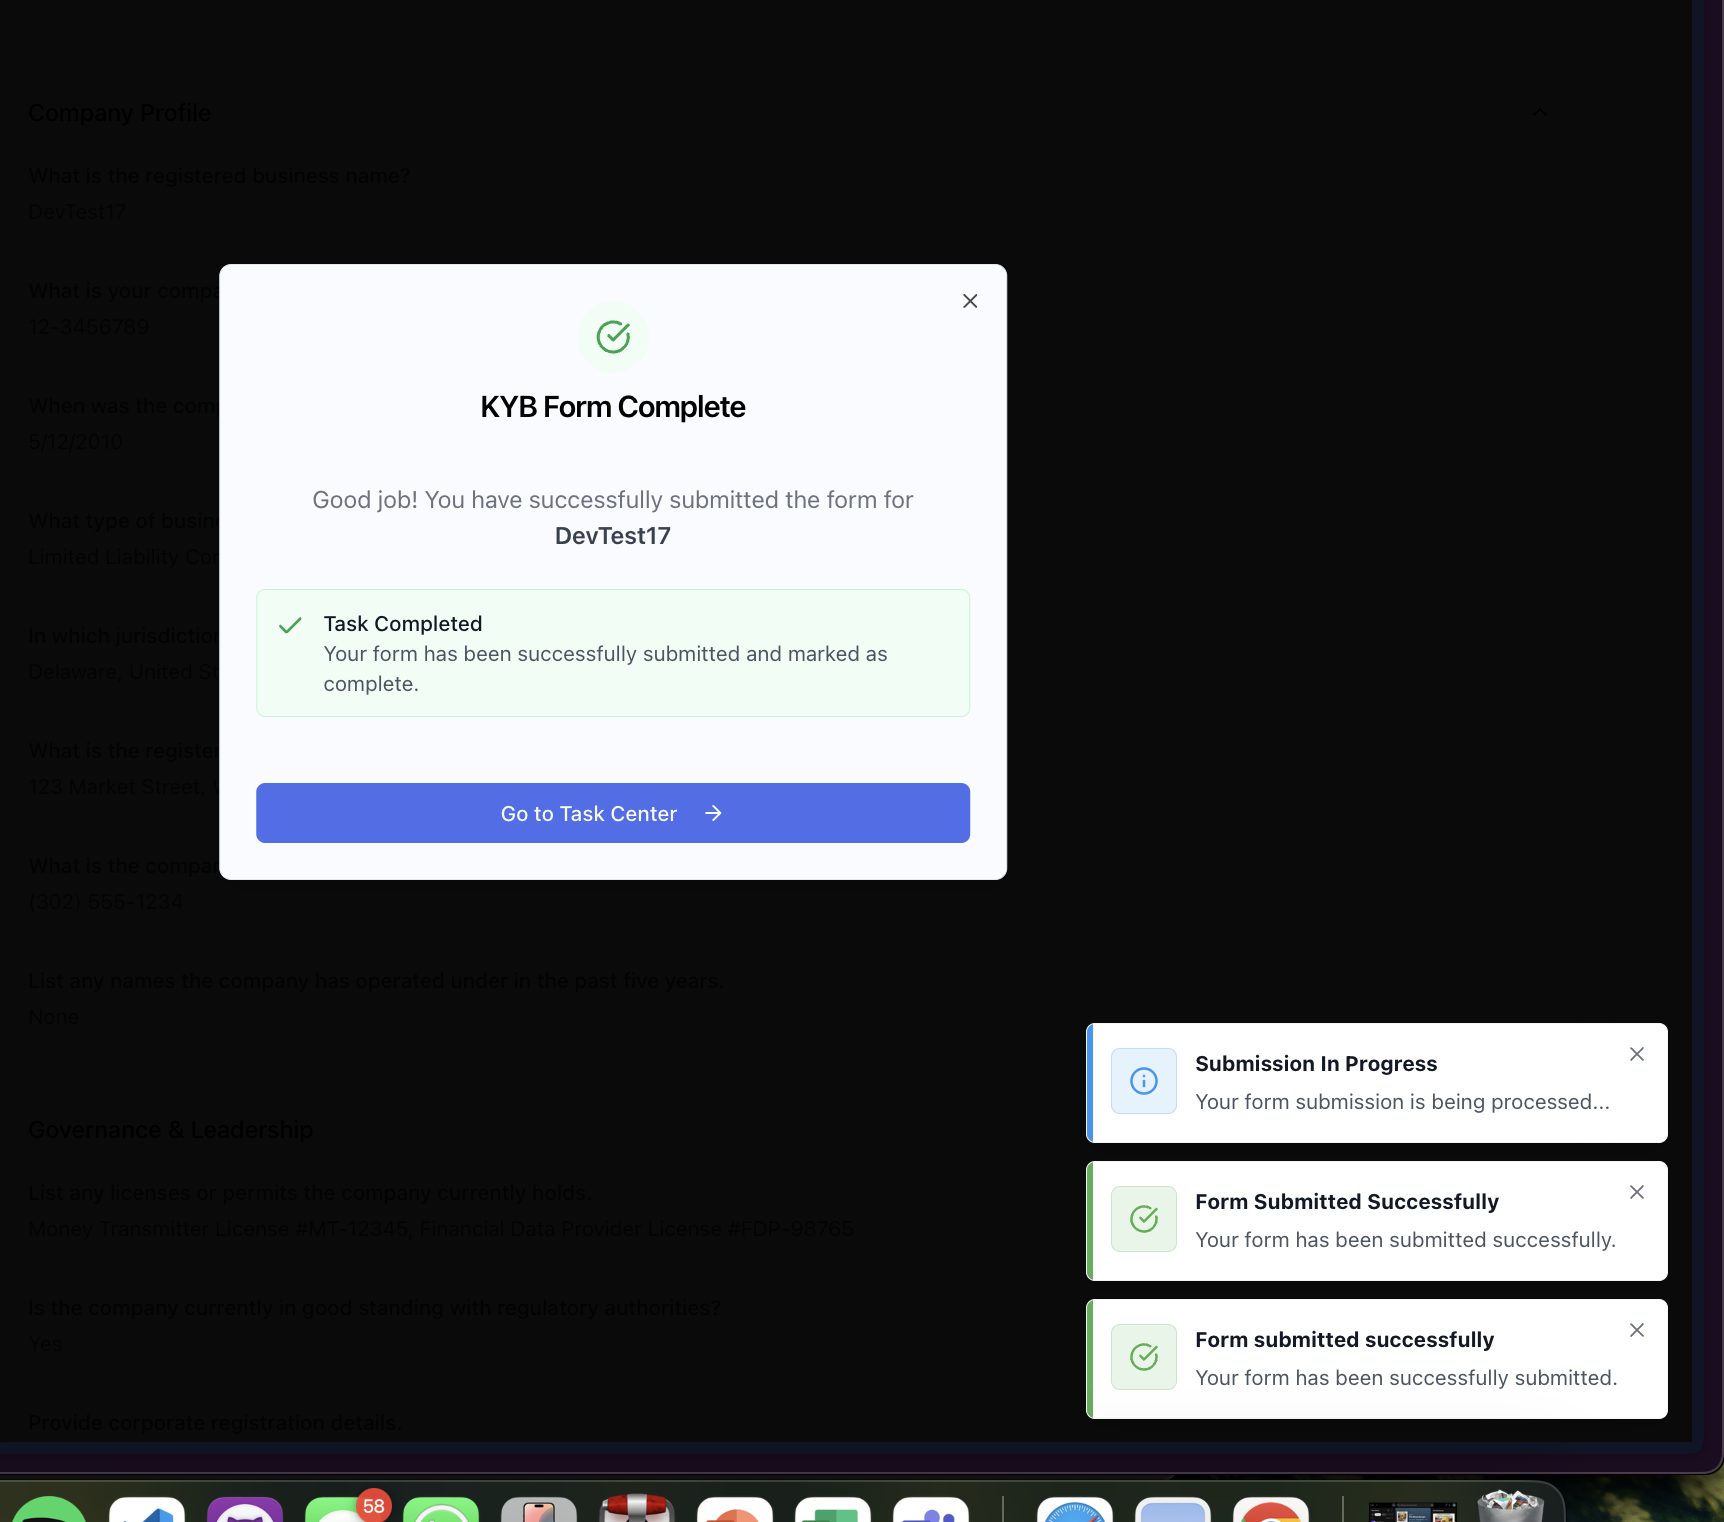 Company Profile
What is the registered business name?
DevTest17
What is your compa
12-3456789
When was the com
5/12/2010
What type of busin
Limited Liability Co
In which jurisdiction
Delaware, United St
What is the register
123 Market Street,
What is the compan
(302) 555-1234
List any names the company has operated under in the past five years.
None
Governance & Leadership
List any licenses or permits the company currently holds.
Money Transmitter License #MT-12345, Financial Data Provider License #FDP-98765
Is the company currently in good standing with regulatory authorities?
Yes
Provide corporate registration details.
KYB Form Complete
Good job! You have successfully submitted the form for
DevTest17
Task Completed
Your form has been successfully submitted and marked as
complete.
Go to Task Center
Submission In Progress
Your form submission is being processed...
Form Submitted Successfully
Your form has been submitted successfully.
Form submitted successfully
Your form has been successfully submitted.
58